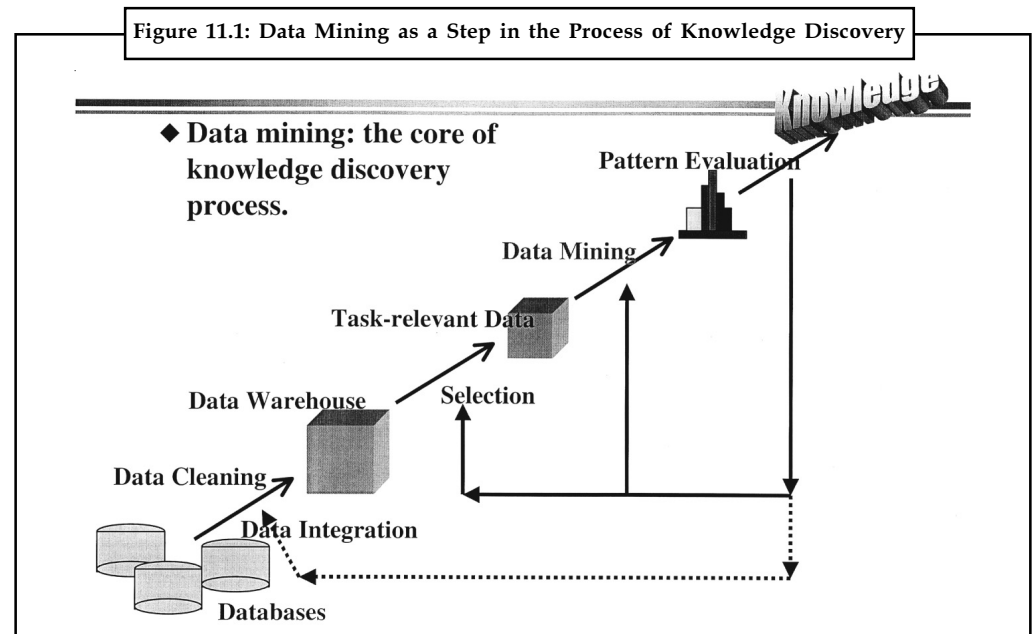 Figure 11.1: Data Mining as a Step in the Process of Knowledge Discovery
Knowledge
◆ Data mining: the core of
knowledge discovery
process.
Pattern Evaluation
Data Mining
Task-relevant Data
Data Warehouse
Selection
Data Cleaning
Data Integration
Databases